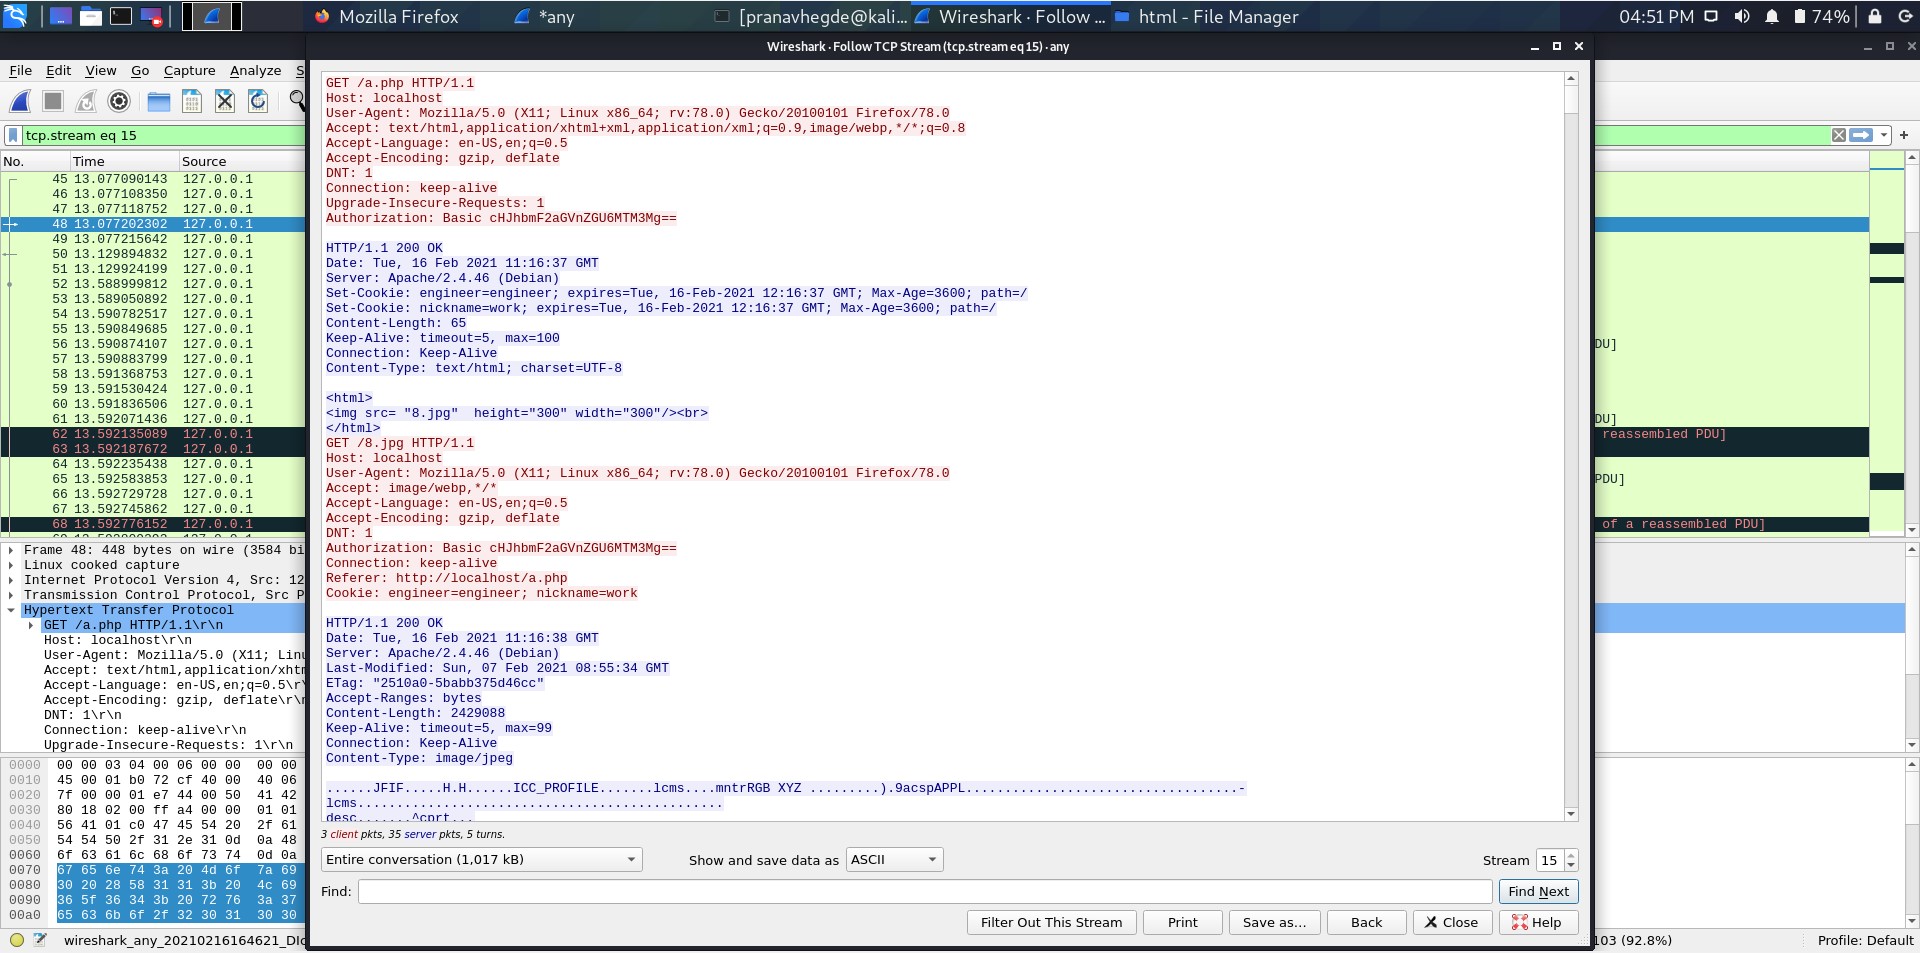 Mozilla Firefox
*any
[pranavhegde@kali...
Wireshark · Follow ...
html - File Manager
04:51 PM
74%
Wireshark · Follow TCP Stream (tcp.stream eq 15) · any
File Edit View Go Capture Analyze S
tcp.stream eq 15
No. Time Source
45 13.077090143 127.0.0.1
46 13.077108350 127.0.0.1
47 13.077118752 127.0.0.1
48 13.077202302 127.0.0.1
49 13.077215642 127.0.0.1
50 13.129894832 127.0.0.1
51 13.129924199 127.0.0.1
52 13.588999812 127.0.0.1
53 13.589050892 127.0.0.1
54 13.590782517 127.0.0.1
55 13.590849685 127.0.0.1
56 13.590874107 127.0.0.1
57 13.590883799 127.0.0.1
58 13.591368753 127.0.0.1
59 13.591530424 127.0.0.1
60 13.591836506 127.0.0.1
61 13.592071436 127.0.0.1
62 13.592135089 127.0.0.1
63 13.592187672 127.0.0.1
64 13.592235438 127.0.0.1
65 13.592583853 127.0.0.1
66 13.592729728 127.0.0.1
67 13.592745862 127.0.0.1
68 13.592776152 127.0.0.1
DU]
DU]
reassembled PDU]
PDU]
of a reassembled PDU]
Frame 48: 448 bytes on wire (3584 bi
Linux cooked capture
Internet Protocol Version 4, Src: 12
Transmission Control Protocol, Src P
Hypertext Transfer Protocol
GET /a.php HTTP/1.1\r\n
Host: localhost\r\n
User-Agent: Mozilla/5.0 (X11; Linu
Accept: text/html,application/xhtm
Accept-Language: en-US,en;q=0.5\r\
Accept-Encoding: gzip, deflate\r\n
DNT: 1\r\n
Connection: keep-alive\r\n
Upgrade-Insecure-Requests: 1\r\n
0000 00 00 03 04 00 06 00 00 00 00
0010 45 00 01 b0 72 cf 40 00 40 06
0020 7f 00 00 01 e7 44 00 50 41 42
0030 80 18 02 00 ff a4 00 00 01 01
0040 56 41 01 c0 47 45 54 20 2f 61
0050 54 54 50 2f 31 2e 31 0d 0a 48
0060 6f 63 61 6c 68 6f 73 74 0d 0a
0070 67 65 6e 74 3a 20 4d 6f 7a 69
0080 30 20 28 58 31 31 3b 20 4c 69
0090 36 5f 36 34 3b 20 72 76 3a 37
00a0 65 63 6b 6f 2f 32 30 31 30 30
wireshark_any_20210216164621_DIc
GET /a.php HTTP/1.1
Host: localhost
User-Agent: Mozilla/5.0 (X11; Linux x86_64; rv:78.0) Gecko/20100101 Firefox/78.0
Accept: text/html,application/xhtml+xml,application/xml;q=0.9,image/webp,*/*;q=0.8
Accept-Language: en-US,en;q=0.5
Accept-Encoding: gzip, deflate
DNT: 1
Connection: keep-alive
Upgrade-Insecure-Requests: 1
Authorization: Basic cHJhbmF2aGVnZGU6MTM3Mg==
HTTP/1.1 200 OK
Date: Tue, 16 Feb 2021 11:16:37 GMT
Server: Apache/2.4.46 (Debian)
Set-Cookie: engineer=engineer; expires=Tue, 16-Feb-2021 12:16:37 GMT; Max-Age=3600; path=/
Set-Cookie: nickname=work; expires=Tue, 16-Feb-2021 12:16:37 GMT; Max-Age=3600; path=/
Content-Length: 65
Keep-Alive: timeout=5, max=100
Connection: Keep-Alive
Content-Type: text/html; charset=UTF-8
<html>
<img src= "8.jpg"  height="300" width="300"/><br>
</html>
GET /8.jpg HTTP/1.1
Host: localhost
User-Agent: Mozilla/5.0 (X11; Linux x86_64; rv:78.0) Gecko/20100101 Firefox/78.0
Accept: image/webp,*/*
Accept-Language: en-US,en;q=0.5
Accept-Encoding: gzip, deflate
DNT: 1
Authorization: Basic cHJhbmF2aGVnZGU6MTM3Mg==
Connection: keep-alive
Referer: http://localhost/a.php
Cookie: engineer=engineer; nickname=work
HTTP/1.1 200 OK
Date: Tue, 16 Feb 2021 11:16:38 GMT
Server: Apache/2.4.46 (Debian)
Last-Modified: Sun, 07 Feb 2021 08:55:34 GMT
ETag: "2510a0-5babb375d46cc"
Accept-Ranges: bytes
Content-Length: 2429088
Keep-Alive: timeout=5, max=99
Connection: Keep-Alive
Content-Type: image/jpeg
......JFIF.....H.H......ICC_PROFILE.......lcms....mntrRGB XYZ .........).9acspAPPL...................................-
lcms...............................................
desc.......^cprt...
3 client pkts, 35 server pkts, 5 turns.
Entire conversation (1,017 kB)
Show and save data as ASCII
Stream 15
Find:
Find Next
Filter Out This Stream
Print
Save as...
Back
Close
Help
103 (92.8%)
Profile: Default